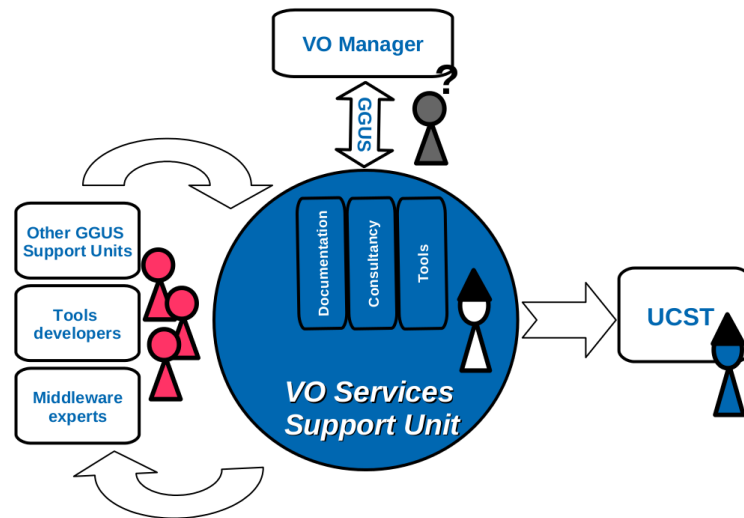 VO Manager
?
GGUS
Other GGUS
Support Units
Tools
developers
Middleware
experts
Documentation
Consultancy
Tools
VO Services
Support Unit
UCST